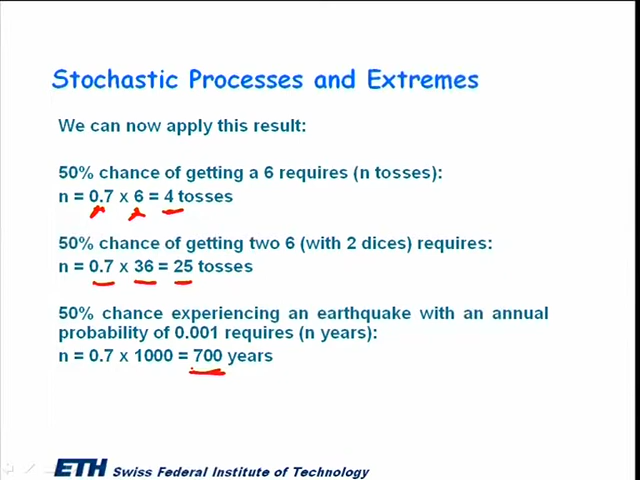 Stochastic Processes and Extremes
We can now apply this result:
50% chance of getting a 6 requires (n tosses):
n = 0.7 x 6 = 4 tosses
50% chance of getting two 6 (with 2 dices) requires:
n = 0.7 x 36 = 25 tosses
50% chance experiencing an earthquake with an annual
probability of 0.001 requires (n years):
n = 0.7 x 1000 = 700 years
ETH Swiss Federal Institute of Technology